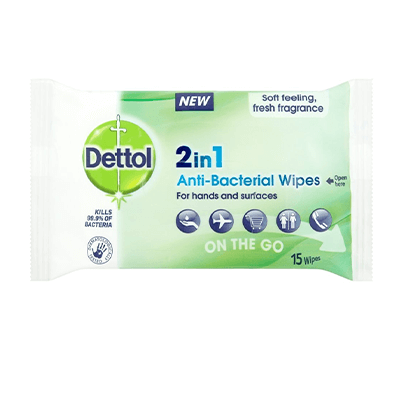 NEW
Soft feeling,
fresh fragrance
Dettol
2in1
Anti-Bacterial Wipes
Open
here
For hands and surfaces
KILLS
99.9% OF
BACTERIA
ON THE GO
15 Wipes